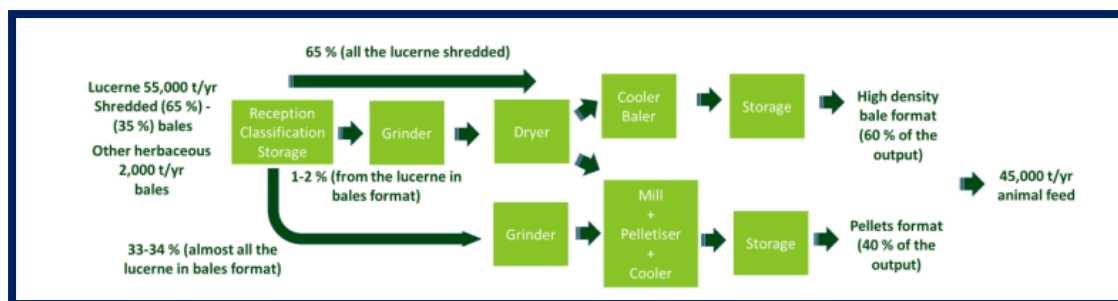 65 % (all the lucerne shredded)
Lucerne 55,000 t/yr
Shredded (65 %) -
(35 %) bales
Other herbaceous
2,000 t/yr
bales
Reception
Classification
Storage
Grinder
Dryer
Cooler
Baler
Storage
High density
bale format
(60 % of the
output)
1-2 % (from the lucerne in
bales format)
33-34 % (almost all the
lucerne in bales format)
Grinder
Mill
+
Pelletiser
+
Cooler
Storage
Pellets format
(40 % of the
output)
45,000 t/yr
animal feed